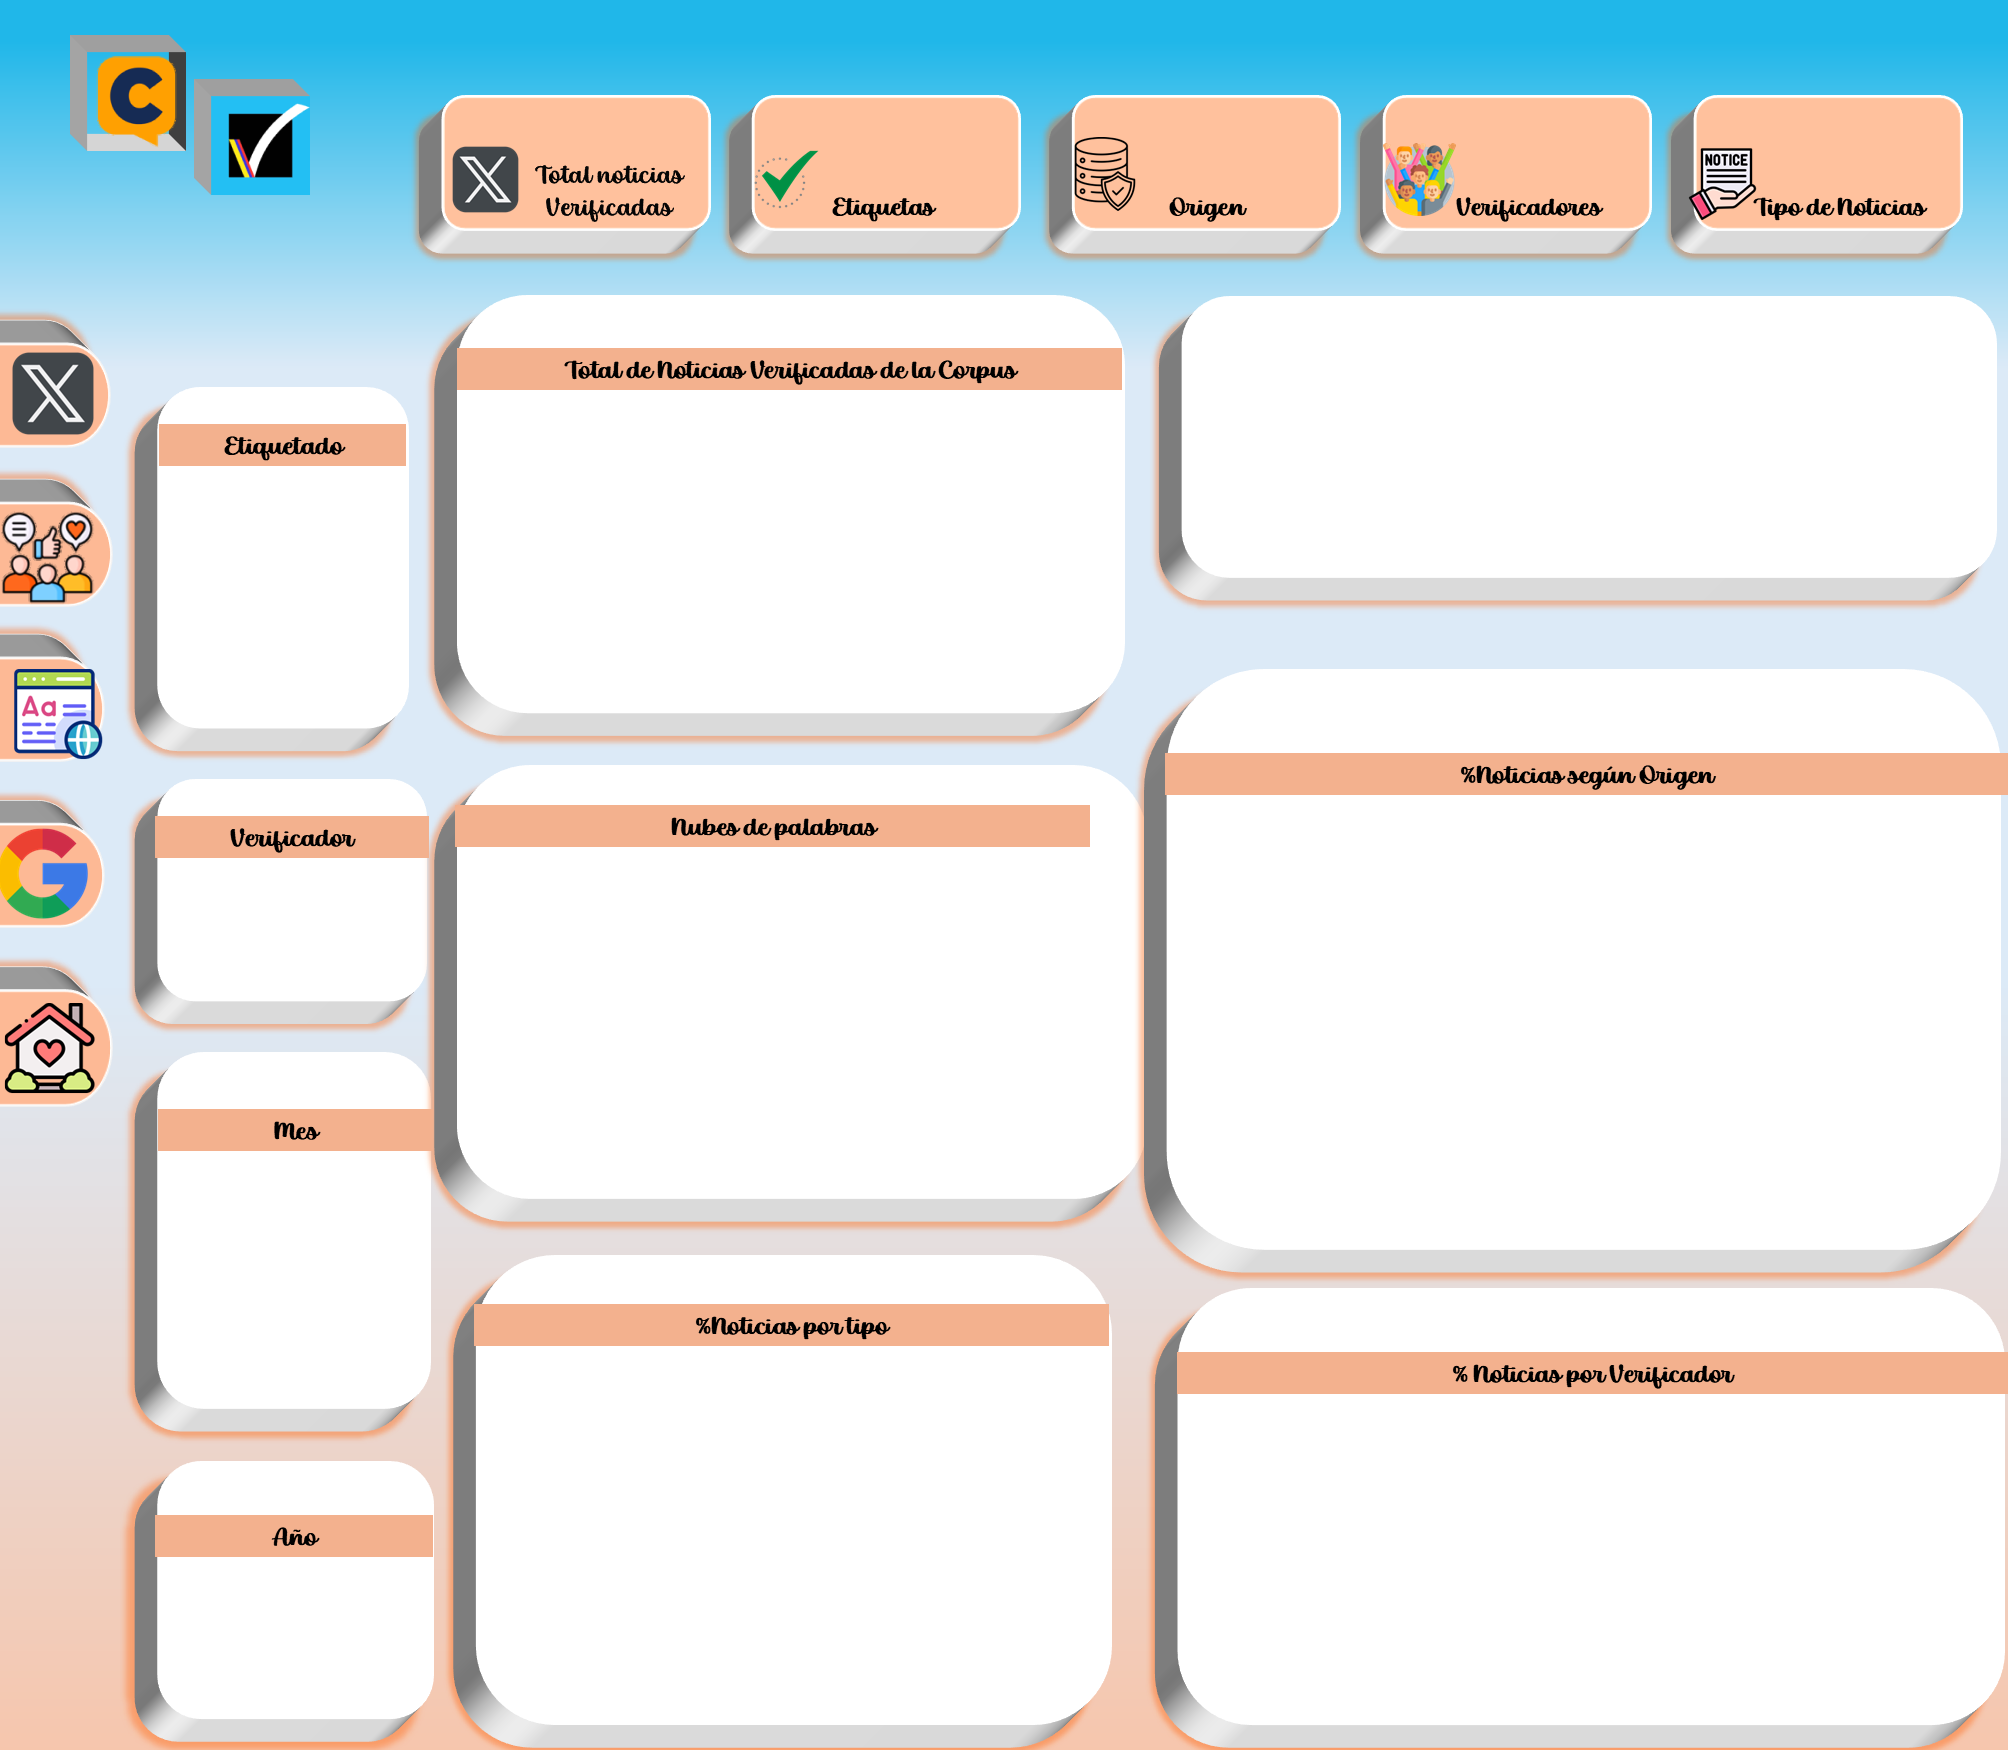 C
Total noticias
Verificadas
Etiquetas
Origen
Verificadores
NOTICE
Tipo de Noticias
Total de Noticias Verificadas de la Corpus
Etiquetado
Aa
%Noticias según Origen
Nubes de palabras
Verificador
G
Mes
%Noticias por tipo
% Noticias por Verificador
Año